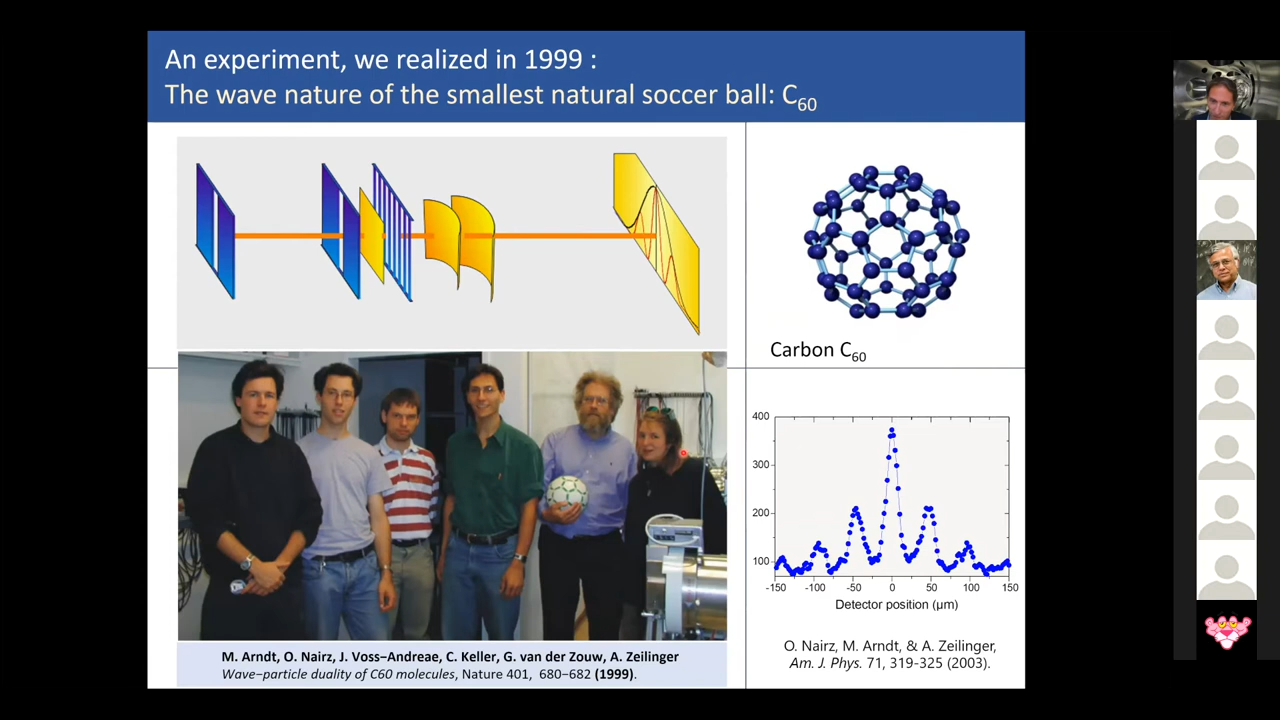 An experiment, we realized in 1999 :
The wave nature of the smallest natural soccer ball: C60
Carbon C60
400
300
200
100
-150 -100 -50 0 50 100 150
Detector position (µm)
M. Arndt, O. Nairz, J. Voss−Andreae, C. Keller, G. van der Zouw, A. Zeilinger
Wave−particle duality of C60 molecules, Nature 401, 680−682 (1999).
O. Nairz, M. Arndt, & A. Zeilinger,
Am. J. Phys. 71, 319-325 (2003).